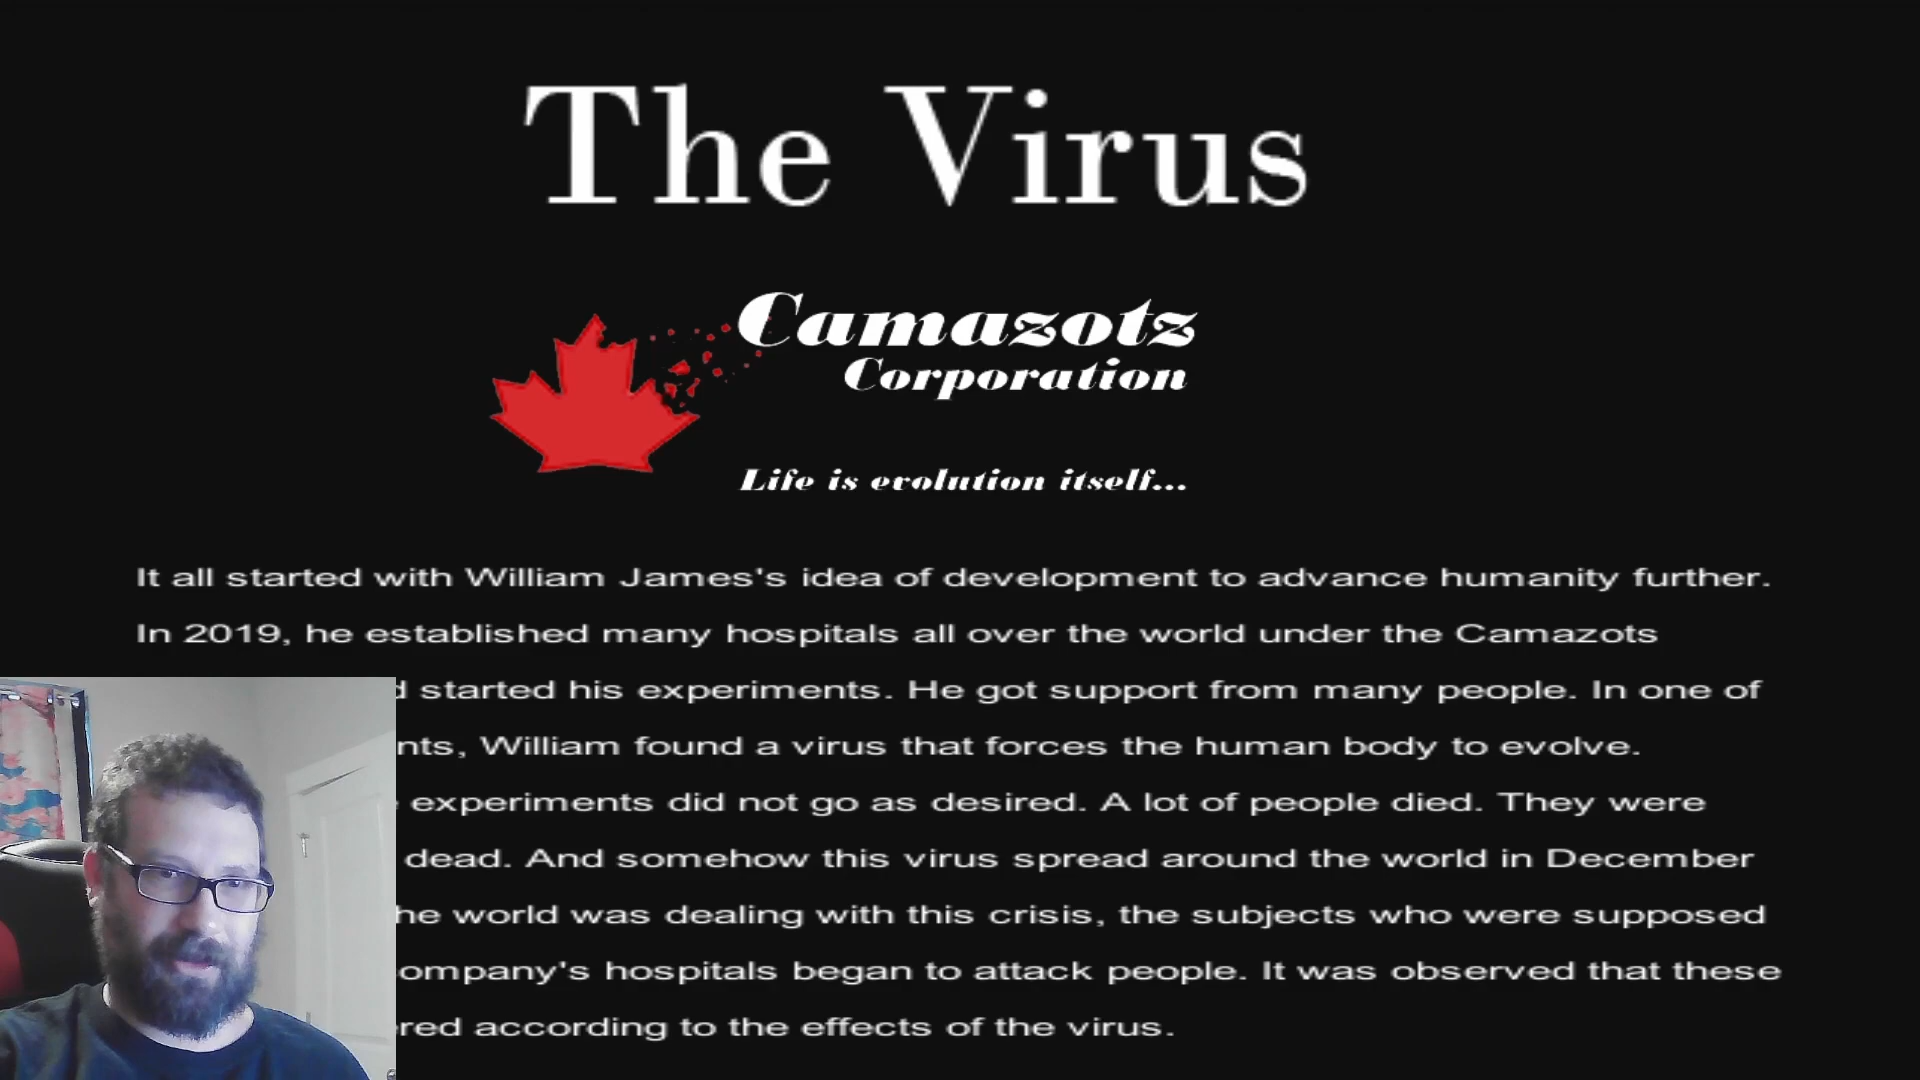 The Virus
Camazotz
Corporation
Life is evolution itself...
It all started with William James's idea of development to advance humanity further.
In 2019, he established many hospitals all over the world under the Camazots
started his experiments. He got support from many people. In one of
William found a virus that forces the human body to evolve.
experiments did not go as desired. A lot of people died. They were
dead. And somehow this virus spread around the world in December
he world was dealing with this crisis, the subjects who were supposed
ompany's hospitals began to attack people. It was observed that these
red according to the effects of the virus.